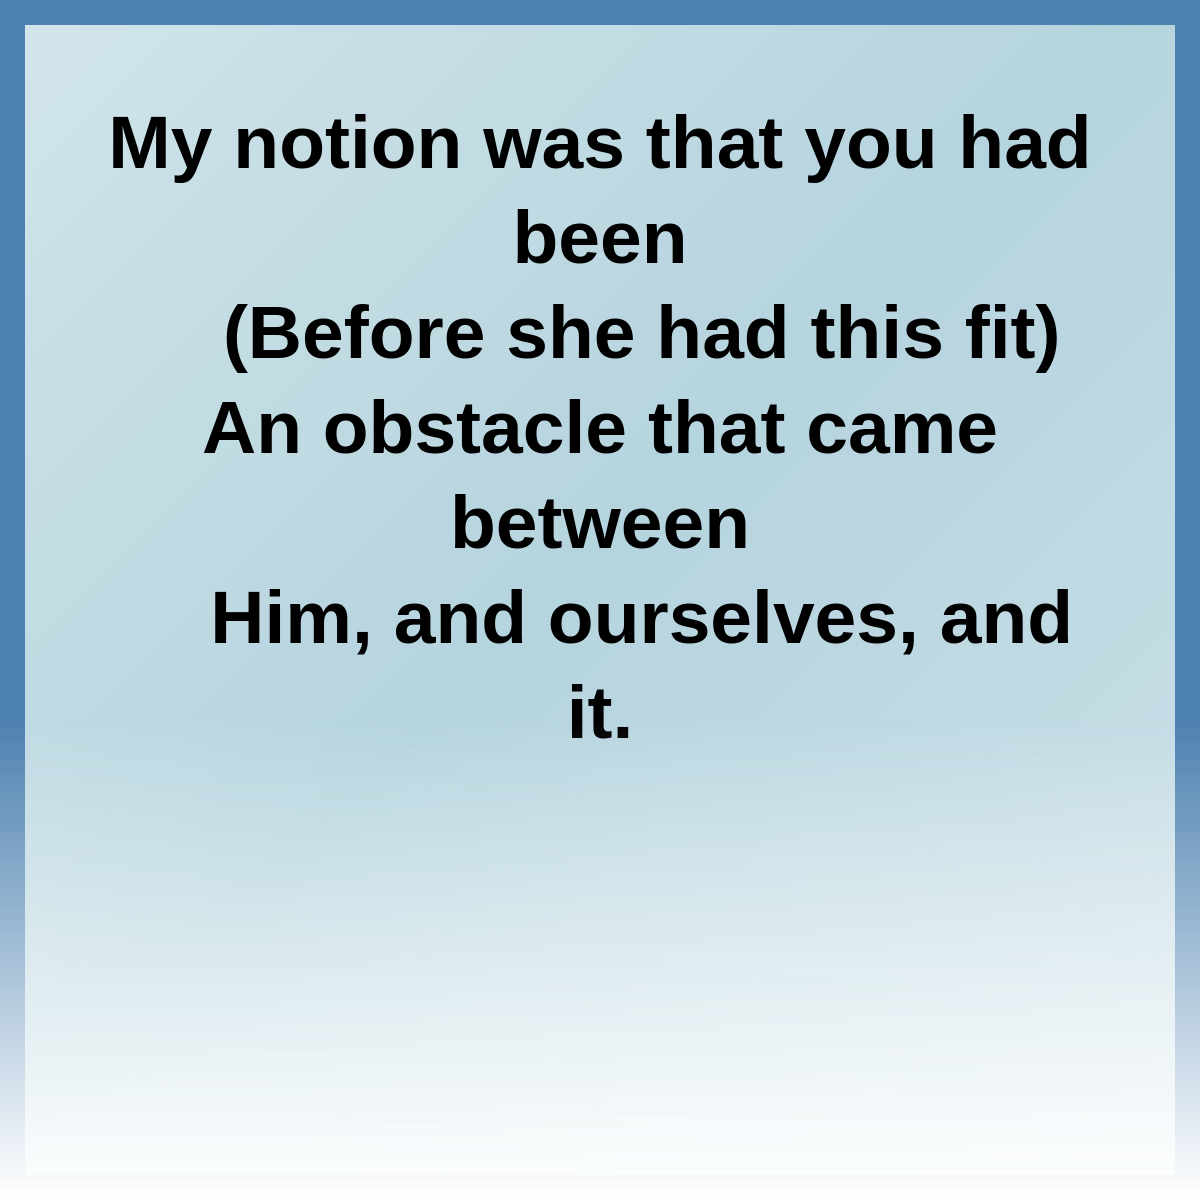 My notion was that you had
been
(Before she had this fit)
An obstacle that came
between
Him, and ourselves, and
it.